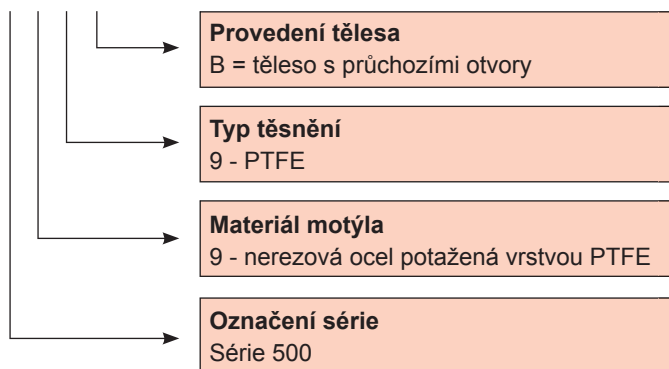 Provedení tělesa
B = těleso s průchozími otvory
Typ těsnění
9 - PTFE
Materiál motýla
9 - nerezová ocel potažená vrstvou PTFE
Označení série
Série 500